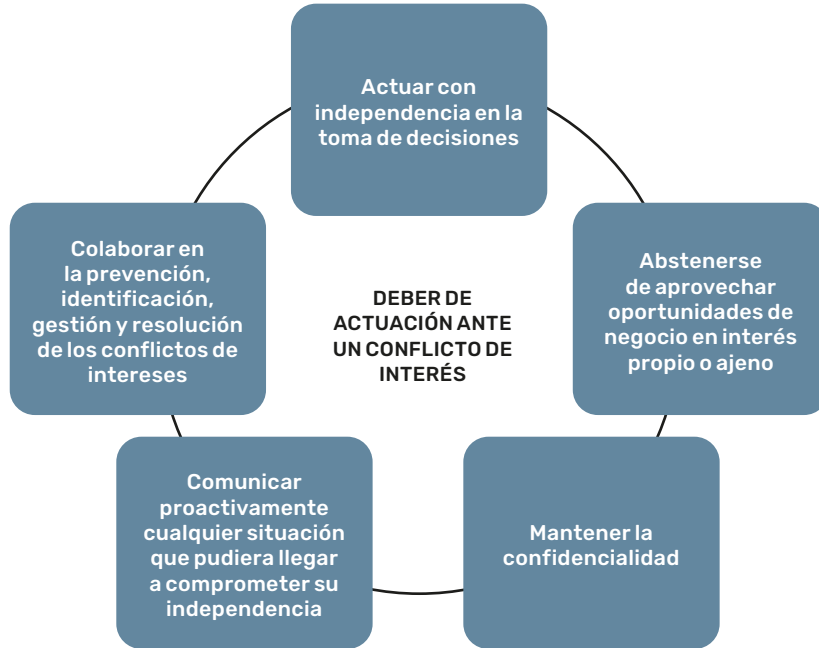 Actuar con
independencia en la
toma de decisiones
Colaborar en
la prevención,
identificación,
gestión y resolución
de los conflictos de
intereses
DEBER DE
ACTUACIÓN ANTE
UN CONFLICTO DE
INTERÉS
Abstenerse
de aprovechar
oportunidades de
negocio en interés
propio o ajeno
Comunicar
proactivamente
cualquier situación
que pudiera llegar
a comprometer su
independencia
Mantener la
confidencialidad